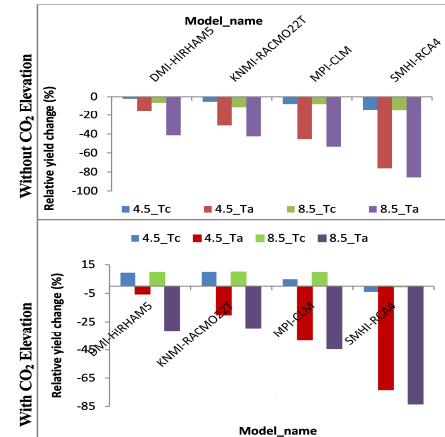 Model_name
DMI-HIRHAM5
KNMI-RACMO22T
MPI-CLM
SMHI-RCA4
Without CO₂ Elevation
Relative yield change (%)
0
-20
-40
-60
-80
-100
4.5_Tc 4.5_Ta 8.5_Tc 8.5_Ta
4.5_Tc 4.5_Ta 8.5_Tc 8.5_Ta
With CO₂ Elevation
Relative yield change (%)
15
-5
-25
-45
-65
-85
DMI-HIRHAM5
KNMI-RACMO22T
MPI-CLM
SMHI-RCA4
Model_name